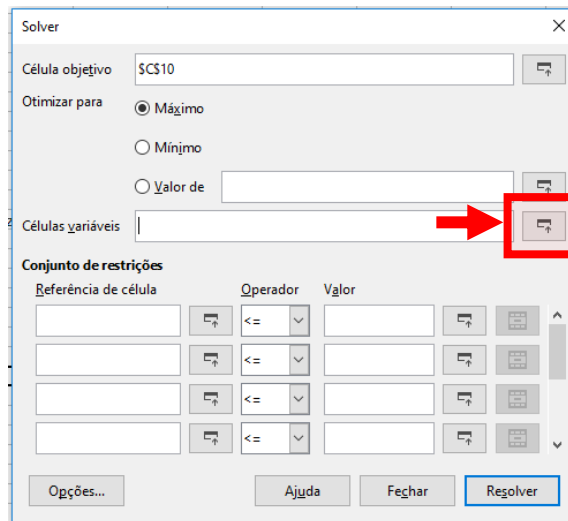 Solver
Célula objetivo $C$10
Otimizar para Máximo
Mínimo
Valor de
Células variáveis
Conjunto de restrições
Referência de célula Operador Valor
<=
<=
<=
<=
Opções... Ajuda Fechar Resolver